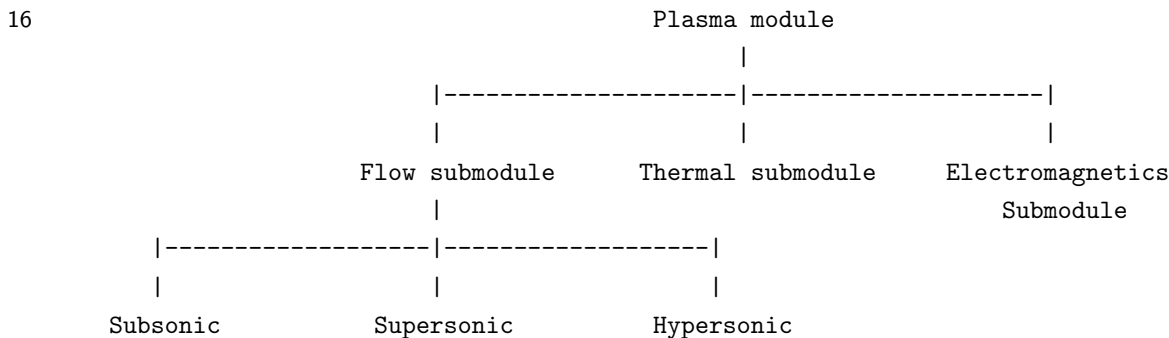 16 Plasma module
|
|---------------------|---------------------|
| | |
Flow submodule Thermal submodule Electromagnetics
| Submodule
|-------------------|-------------------|
| | |
Subsonic Supersonic Hypersonic